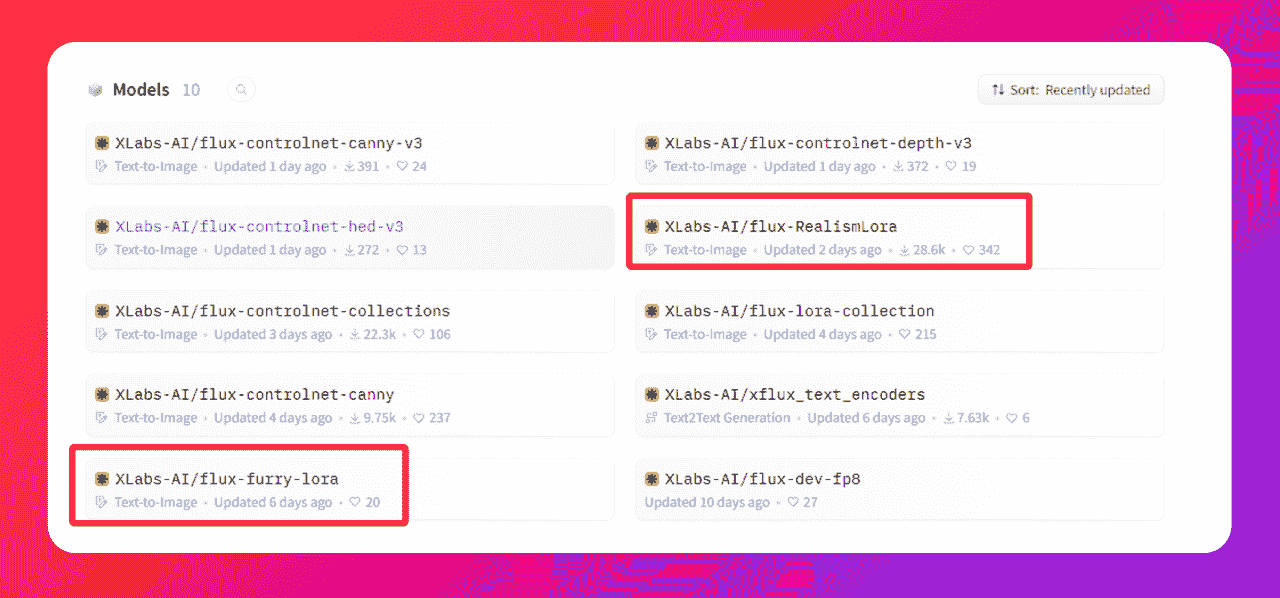 Models 10
Sort: Recently updated
XLabs-AI/flux-controlnet-canny-v3
Text-to-Image • Updated 1 day ago • 391 • 24
XLabs-AI/flux-controlnet-depth-v3
Text-to-Image • Updated 1 day ago • 372 • 19
XLabs-AI/flux-controlnet-hed-v3
Text-to-Image • Updated 1 day ago • 272 • 13
XLabs-AI/flux-RealismLora
Text-to-Image • Updated 2 days ago • 28.6k • 342
XLabs-AI/flux-controlnet-collections
Text-to-Image • Updated 3 days ago • 22.3k • 106
XLabs-AI/flux-lora-collection
Text-to-Image • Updated 4 days ago • 215
XLabs-AI/flux-controlnet-canny
Text-to-Image • Updated 4 days ago • 9.75k • 237
XLabs-AI/xflux_text_encoders
Text2Text Generation • Updated 6 days ago • 7.63k • 6
XLabs-AI/flux-furry-lora
Text-to-Image • Updated 6 days ago • 20
XLabs-AI/flux-dev-fp8
Updated 10 days ago • 27